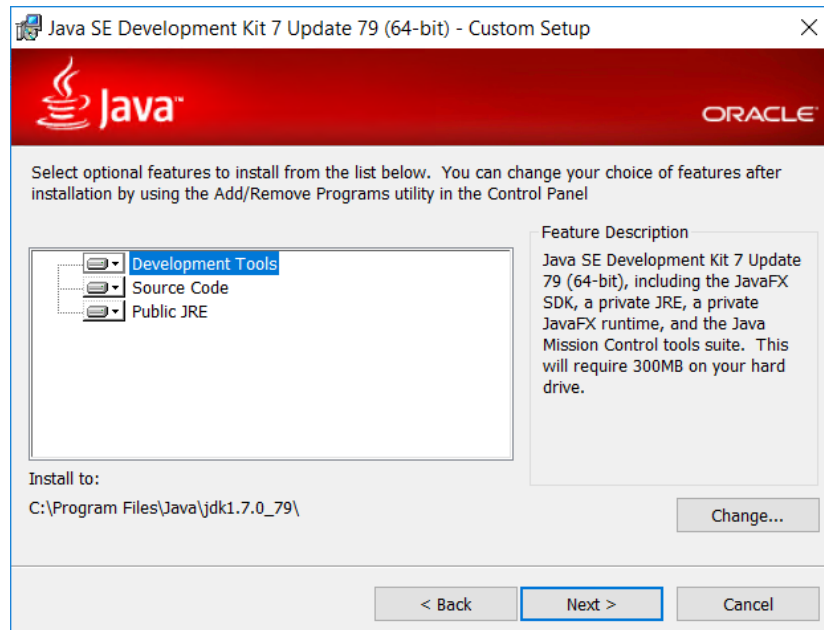 Java SE Development Kit 7 Update 79 (64-bit) - Custom Setup
Java™
ORACLE
Select optional features to install from the list below. You can change your choice of features after
installation by using the Add/Remove Programs utility in the Control Panel
Development Tools
Source Code
Public JRE
Feature Description
Java SE Development Kit 7 Update
79 (64-bit), including the JavaFX
SDK, a private JRE, a private
JavaFX runtime, and the Java
Mission Control tools suite. This
will require 300MB on your hard
drive.
Install to:
C:\Program Files\Java\jdk1.7.0_79\
Change...
< Back
Next >
Cancel